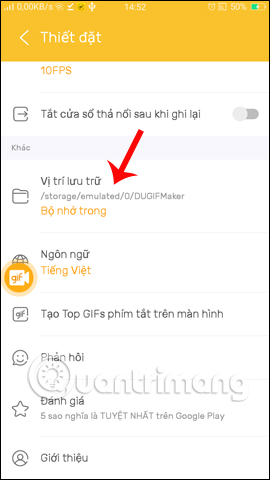 0,00KB/s
14:52
50%
Thiết đặt
10FPS
Tắt cửa sổ thả nổi sau khi ghi lại
Khác
Vị trí lưu trữ
/storage/emulated/0/DUGIFMaker
Bộ nhớ trong
Ngôn ngữ
Tiếng Việt
gif
gif
Tạo Top GIFs phím tắt trên màn hình
Phản hồi
Quantrimang
Đánh giá
5 sao nghĩa là TUYỆT NHẤT trên Google Play
Giới thiệu